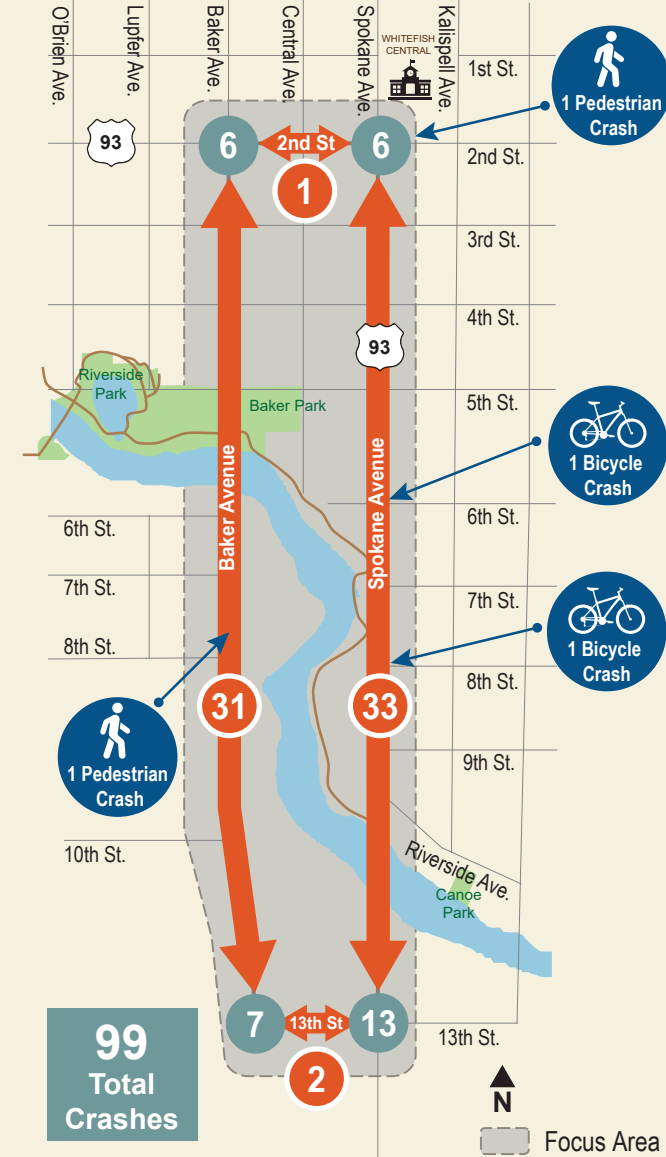 O'Brien Ave.
Lupfer Ave.
Baker Ave.
Central Ave.
Spokane Ave.
Kalispell Ave.
WHITEFISH
CENTRAL
1st St.
1 Pedestrian
Crash
93
6
2nd St
6
2nd St.
1
3rd St.
4th St.
93
Riverside
Park
Baker Park
5th St.
1 Bicycle
Crash
Baker Avenue
Spokane Avenue
6th St.
6th St.
7th St.
7th St.
1 Bicycle
Crash
8th St.
8th St.
31
33
1 Pedestrian
Crash
9th St.
10th St.
Riverside Ave.
Canoe
Park
99
Total
Crashes
7
13th St
13
13th St.
2
N
Focus Area